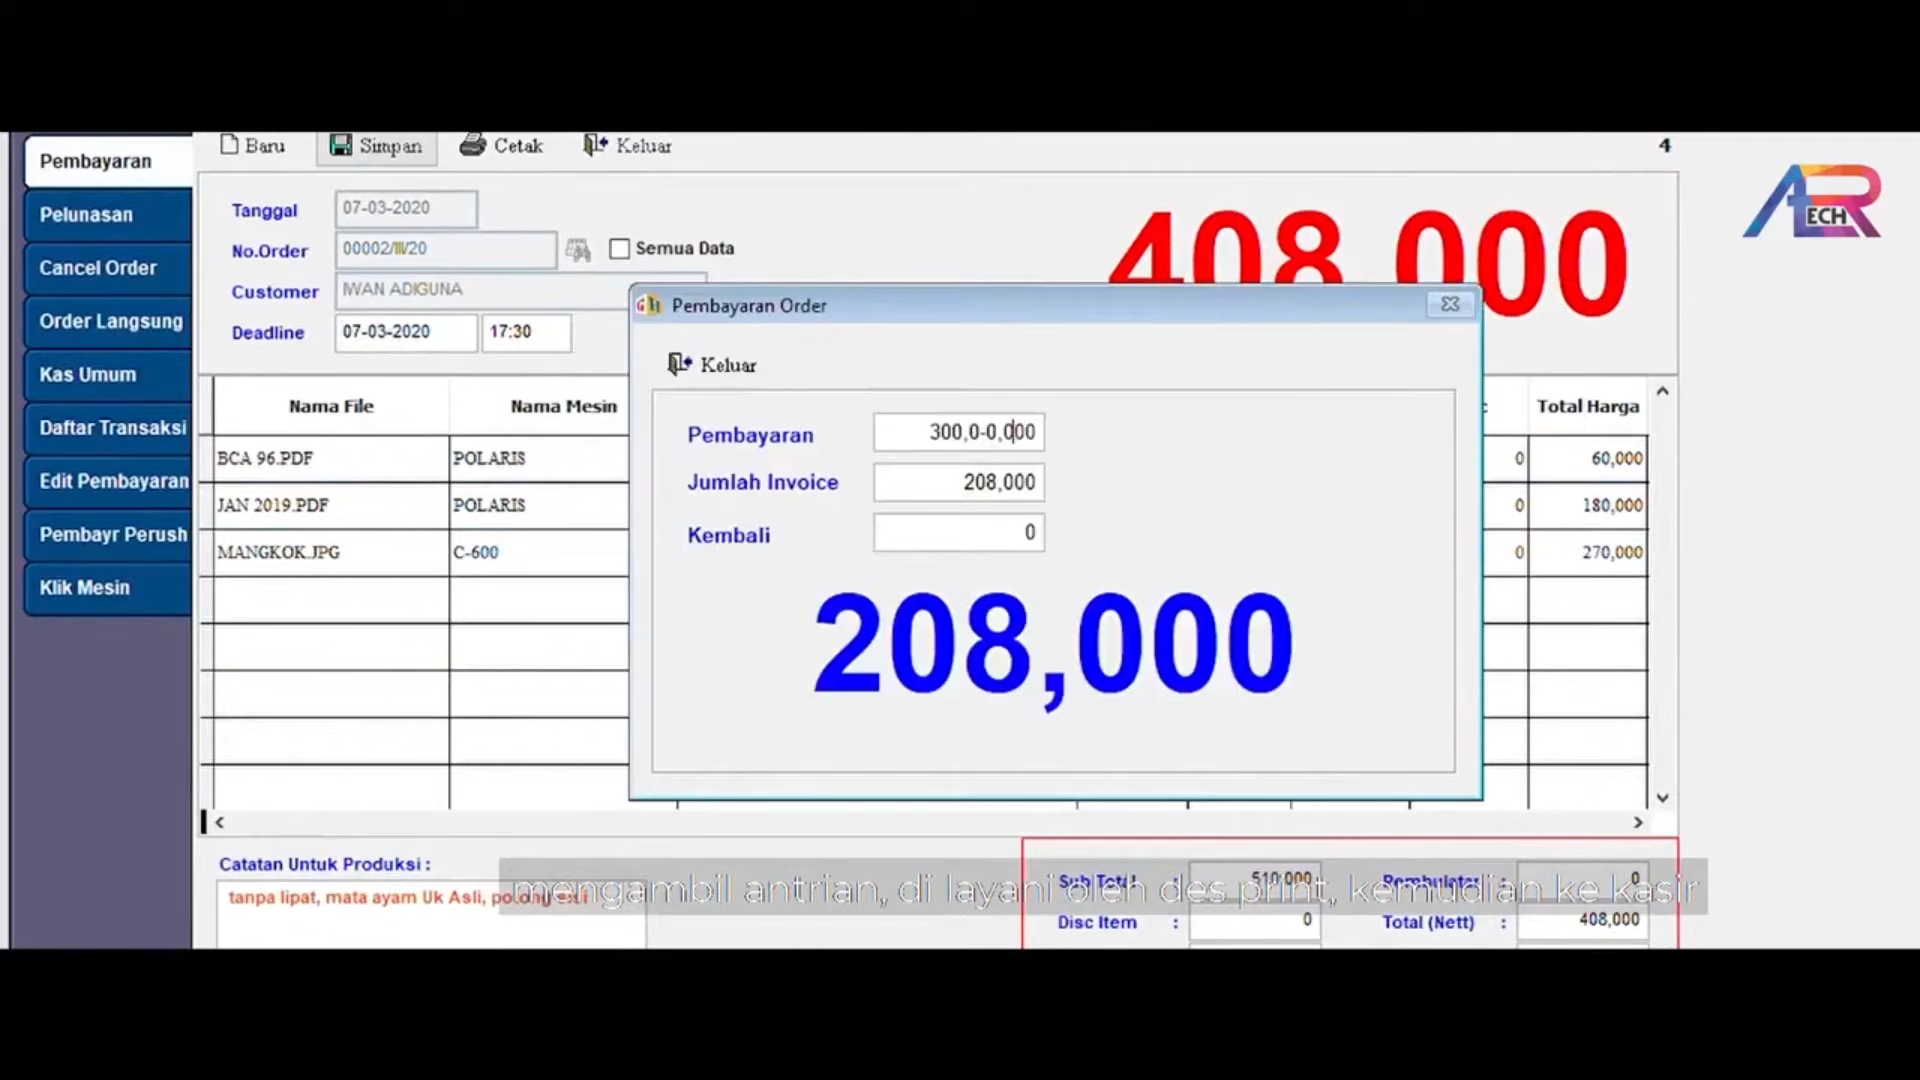 Baru Simpan Cetak Keluar 4
Pembayaran
Pelunasan
Cancel Order
Order Langsung
Kas Umum
Daftar Transaksi
Edit Pembayaran
Pembayr Perush
Klik Mesin
AR
ECH
Tanggal 07-03-2020
No.Order 00002/III/20 Semua Data
Customer IWAN ADIGUNA
Deadline 07-03-2020 17:30
408,000
Nama File Nama Mesin Total Harga
BCA 96.PDF POLARIS 0 60,000
JAN 2019.PDF POLARIS 0 180,000
MANGKOK.JPG C-600 0 270,000
Pembayaran Order
Keluar
Pembayaran 300,0-0,000
Jumlah Invoice 208,000
Kembali 0
208,000
Catatan Untuk Produksi :
tanpa lipat, mata ayam Uk Asli,
Sub Total : 510,000 0
Disc Item : 0 Total (Nett) : 408,000
mengambil antrian, di layani oleh des print, kemudian ke kasir